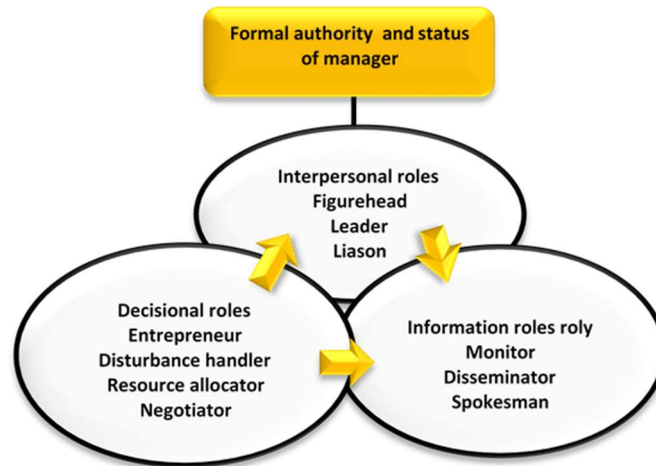 Formal authority and status
of manager
Interpersonal roles
Figurehead
Leader
Liason
Decisional roles
Entrepreneur
Disturbance handler
Resource allocator
Negotiator
Information roles roly
Monitor
Disseminator
Spokesman